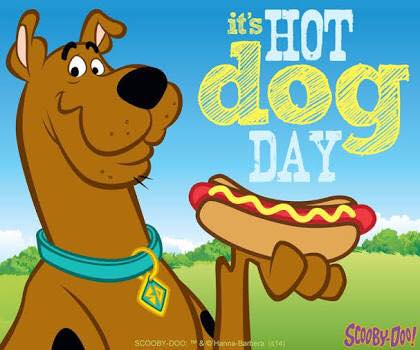 it's HOT
dog
DAY
SCOOBY-DOO: ™ & © Hanna-Barbera (s14)
SCOOBY-DOO!